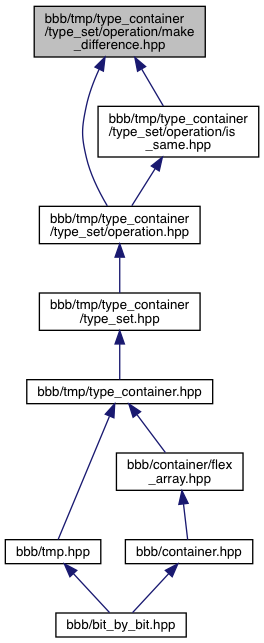 bbb/tmp/type_container
/type_set/operation/make
_difference.hpp
bbb/tmp/type_container
/type_set/operation/is
_same.hpp
bbb/tmp/type_container
/type_set/operation.hpp
bbb/tmp/type_container
/type_set.hpp
bbb/tmp/type_container.hpp
bbb/container/flex
_array.hpp
bbb/tmp.hpp
bbb/container.hpp
bbb/bit_by_bit.hpp